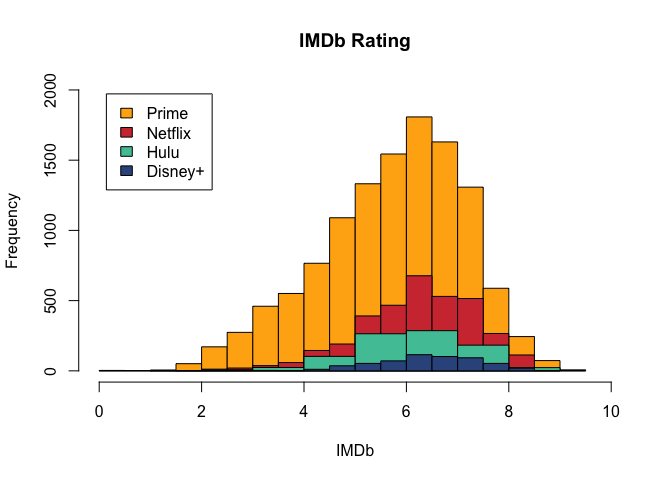 IMDb Rating
Prime
Netflix
Hulu
Disney+
Frequency
2000
1500
1000
500
0
0 2 4 6 8 10
IMDb